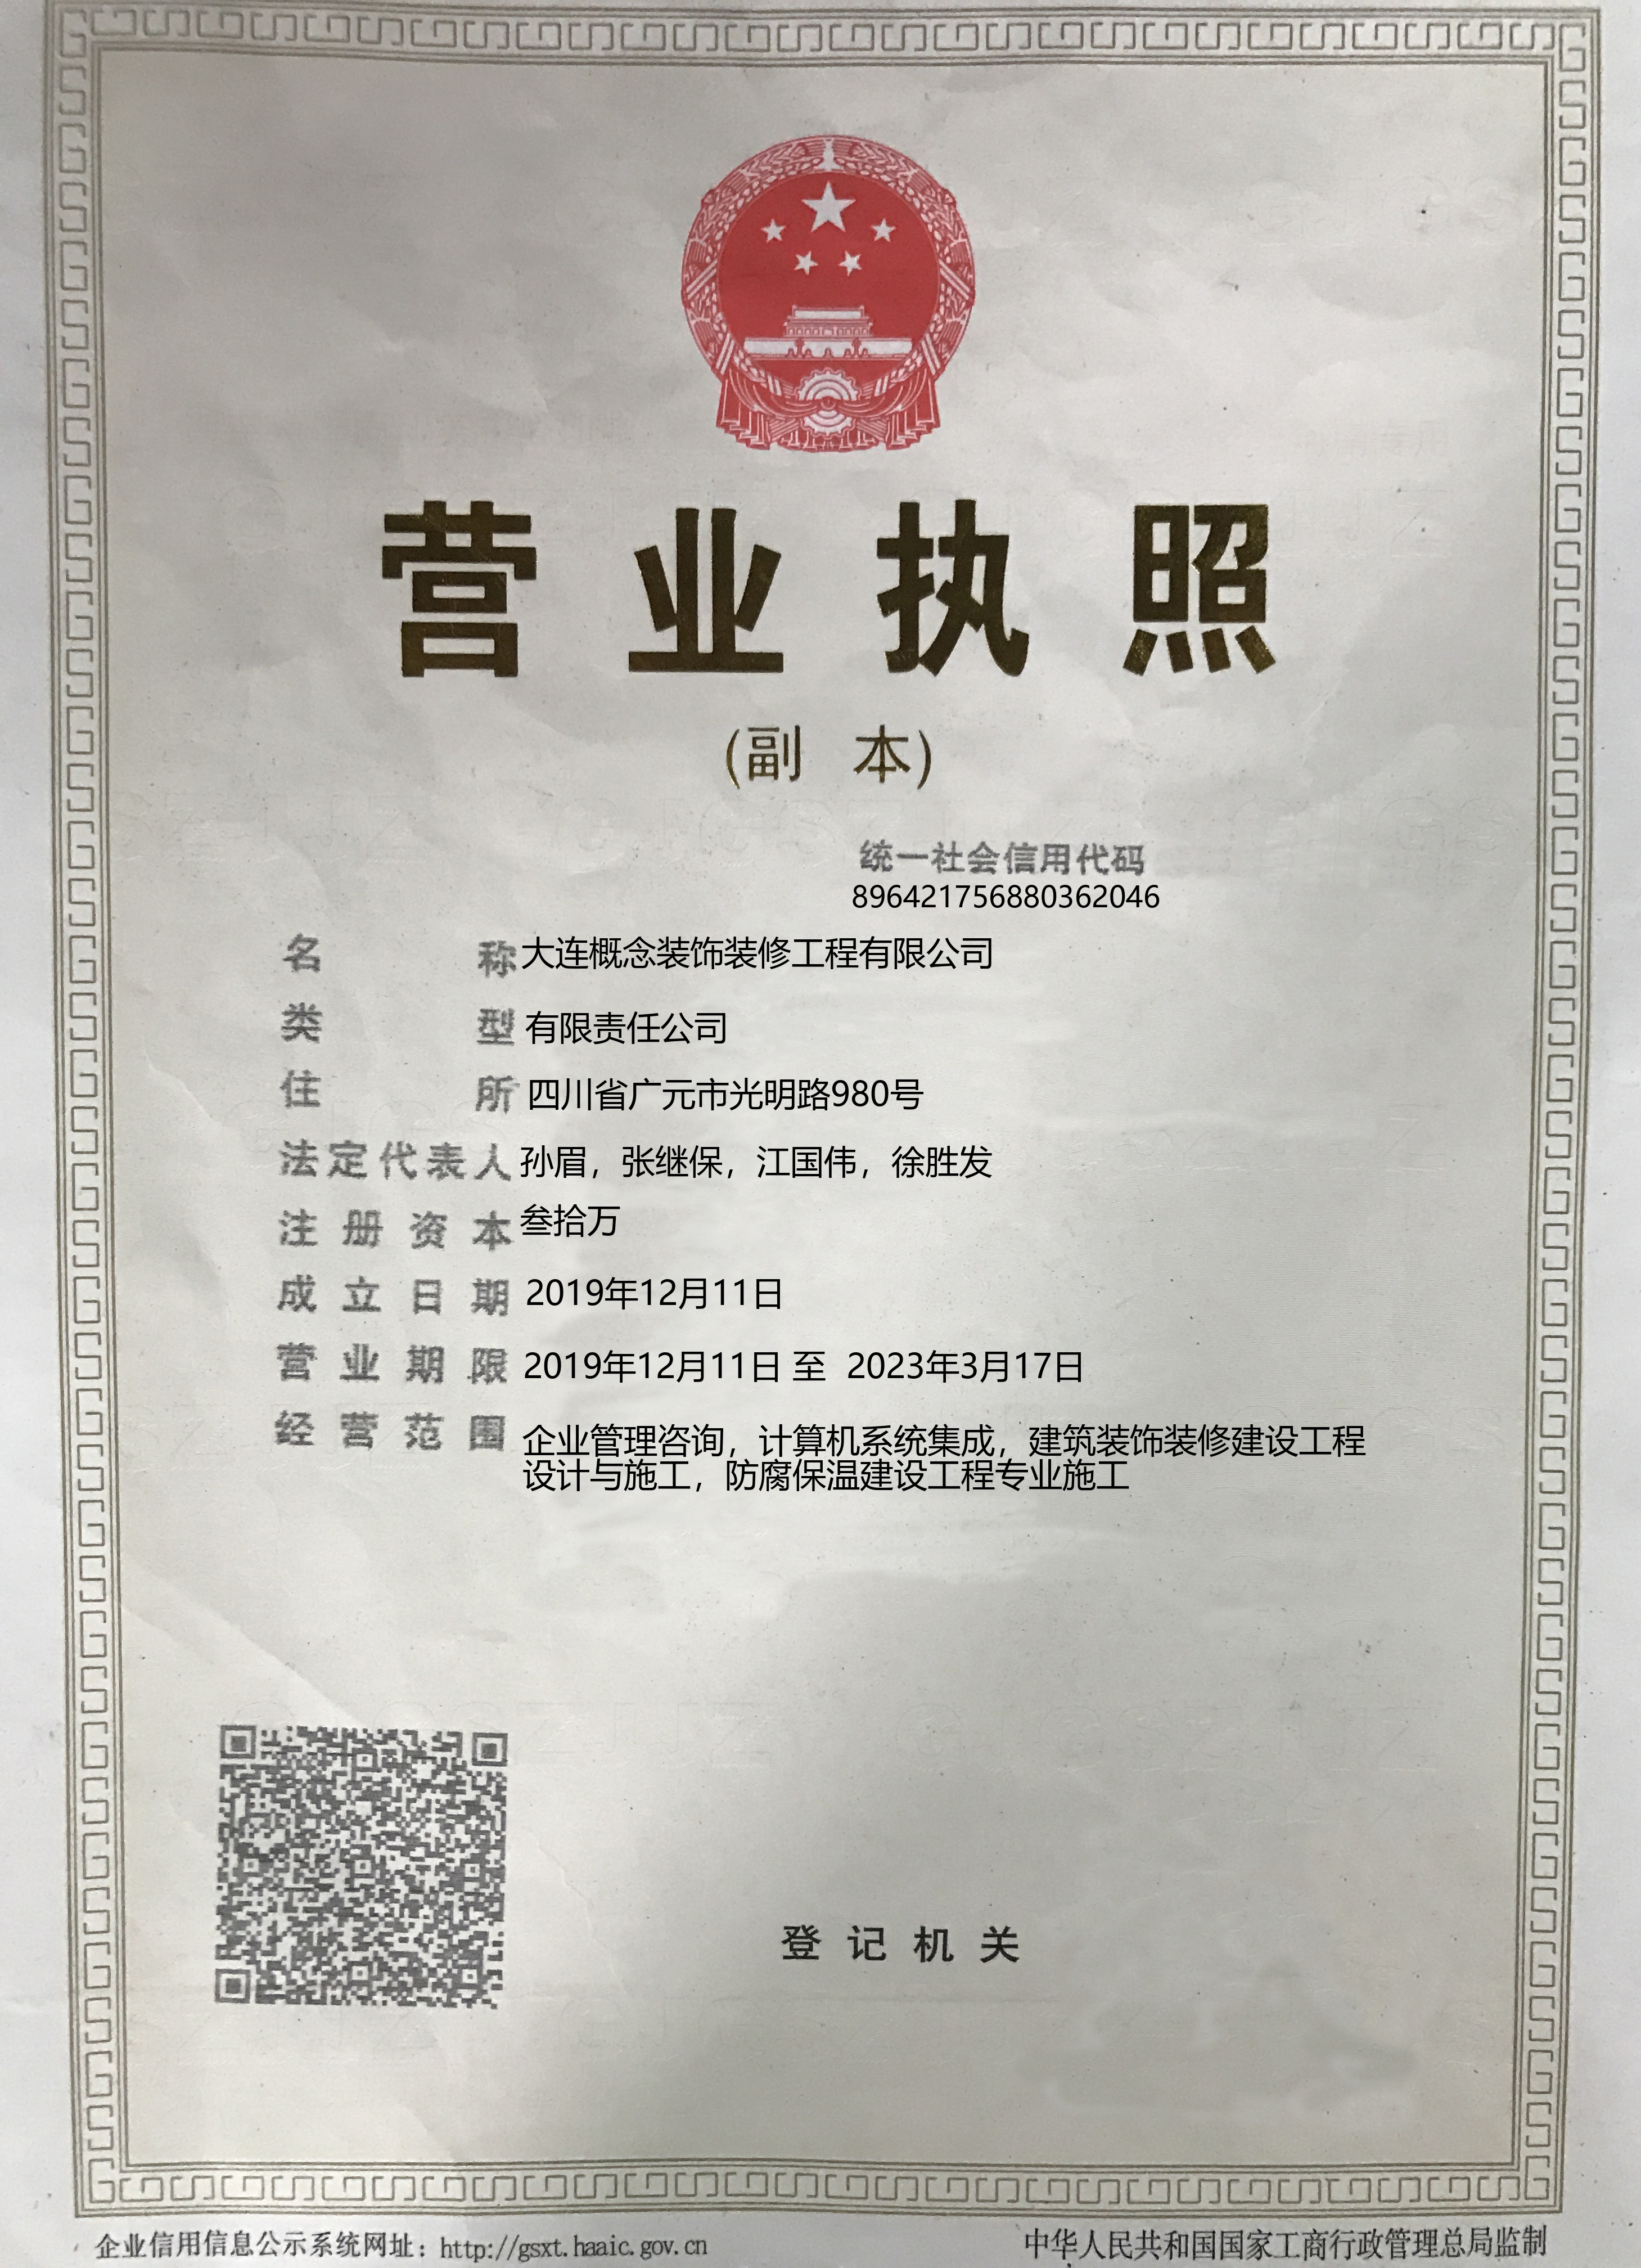 营业执照
(副 本)
统一社会信用代码
896421756880362046
名 称 大连概念装饰装修工程有限公司
类 型 有限责任公司
住 所 四川省广元市光明路980号
法定代表人 孙眉，张继保，江国伟，徐胜发
注册资本 叁拾万
成立日期 2019年12月11日
营业期限 2019年12月11日 至 2023年3月17日
经营范围 企业管理咨询，计算机系统集成，建筑装饰装修建设工程
设计与施工，防腐保温建设工程专业施工
登记机关
企业信用信息公示系统网址：http://gsxt.haaic.gov.cn
中华人民共和国国家工商行政管理总局监制